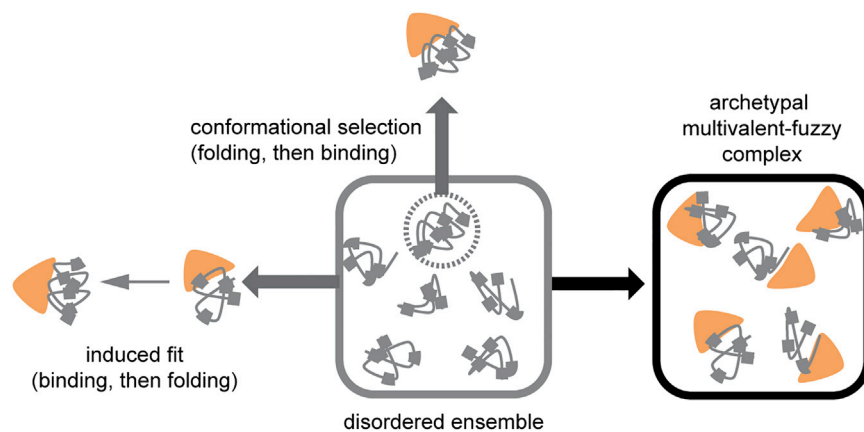 conformational selection
(folding, then binding)
archetypal
multivalent-fuzzy
complex
induced fit
(binding, then folding)
disordered ensemble